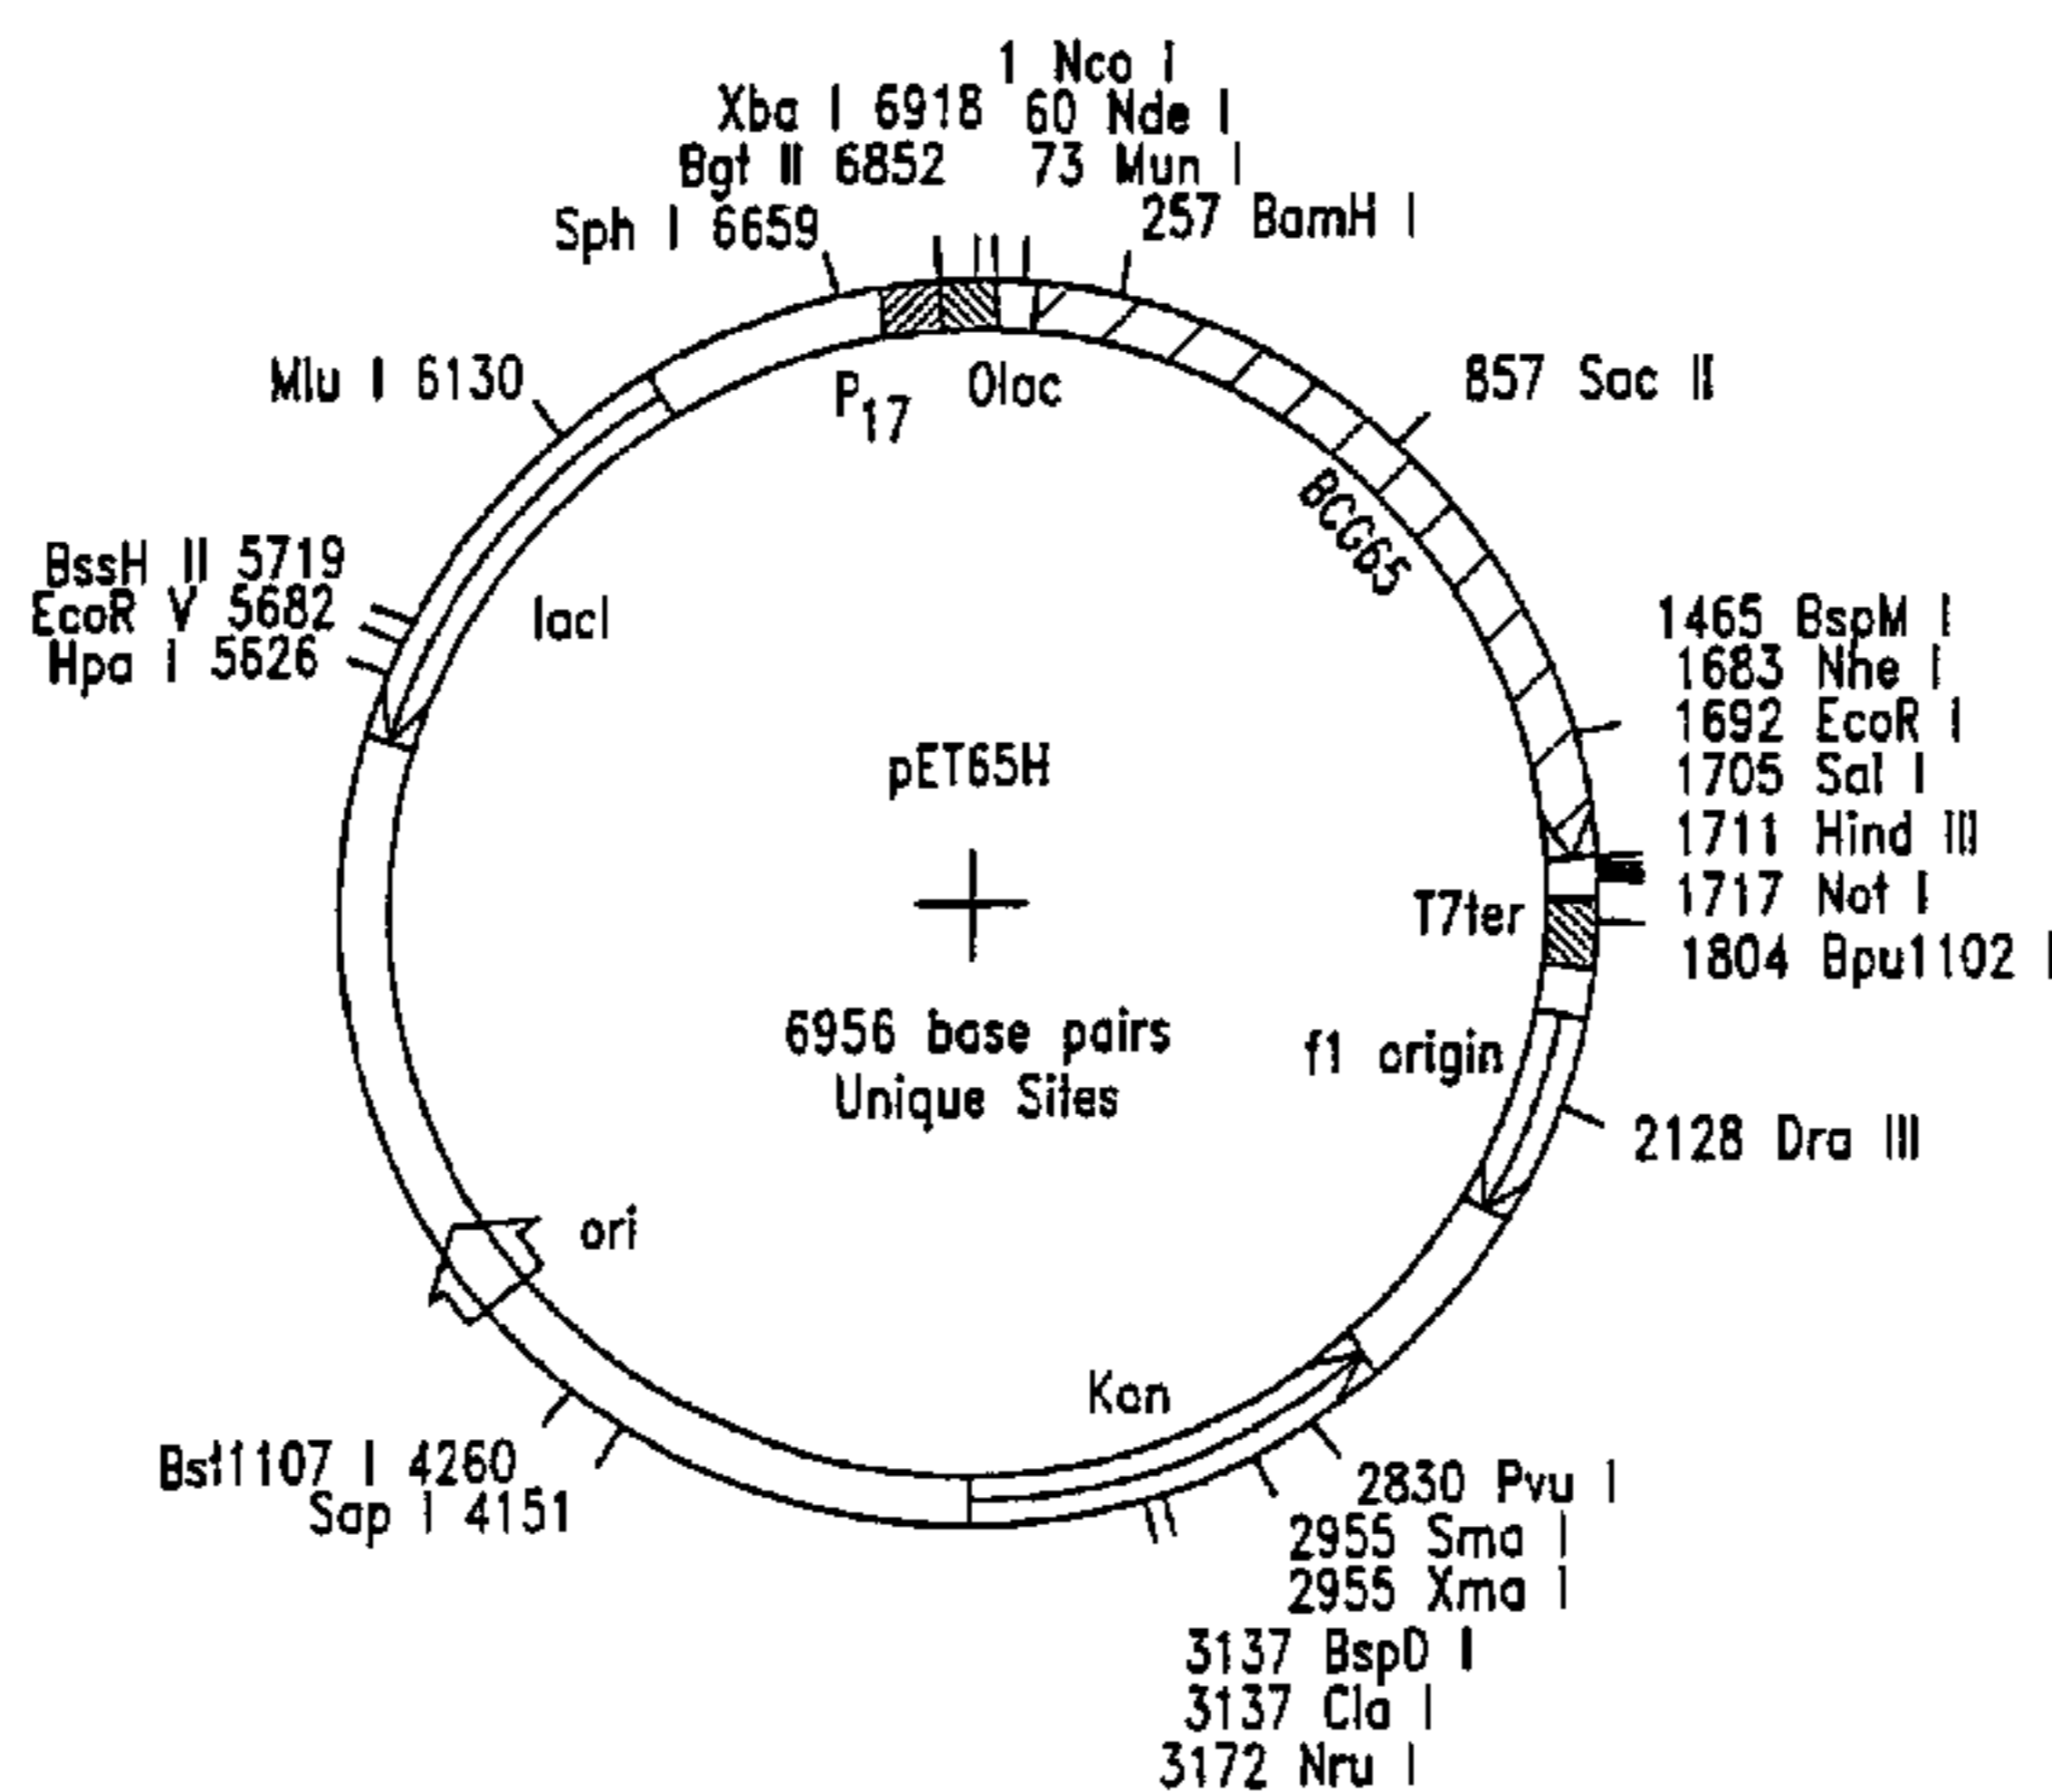 1 Nco I
Xba I 6918
60 Nde I
Bgt II 6852
73 Mun I
Sph I 6659
257 BamH I
Mlu I 6130
857 Sac II
P17
Olac
BCG65
BssH II 5719
EcoR V 5682
Hpa I 5626
lacI
1465 BspM I
1683 Nhe I
1692 EcoR I
1705 Sal I
1711 Hind III
1717 Not I
1804 Bpu1102 I
pET65H
T7ter
6956 base pairs
Unique Sites
f1 origin
2128 Dra III
ori
Kan
Bst1107 I 4260
Sap I 4151
2830 Pvu I
2955 Sma I
2955 Xma I
3137 BspD I
3137 Cla I
3172 Nru I